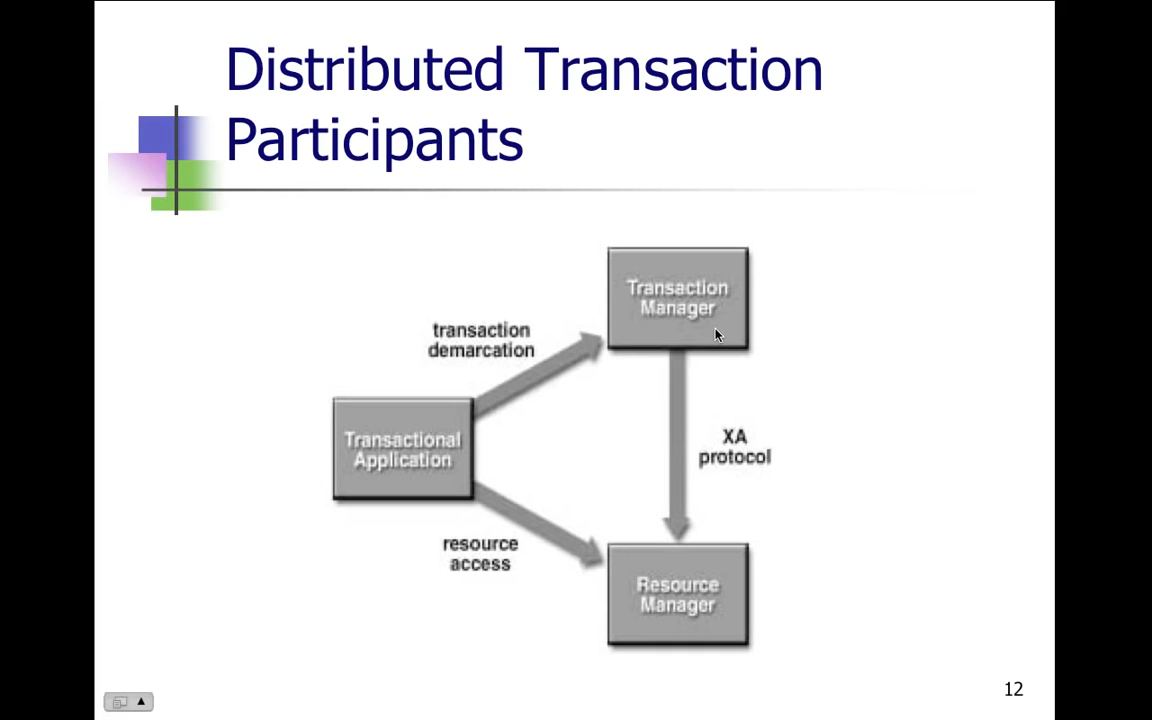 Distributed Transaction
Participants
Transaction
Manager
transaction
demarcation
Transactional
Application
XA
protocol
resource
access
Resource
Manager
12